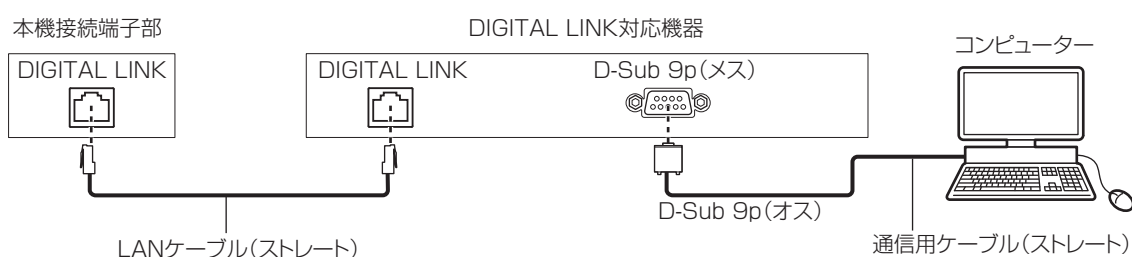 本機接続端子部
DIGITAL LINK対応機器
コンピューター
DIGITAL LINK
DIGITAL LINK
D-Sub 9p(メス)
D-Sub 9p(オス)
LANケーブル(ストレート)
通信用ケーブル(ストレート)